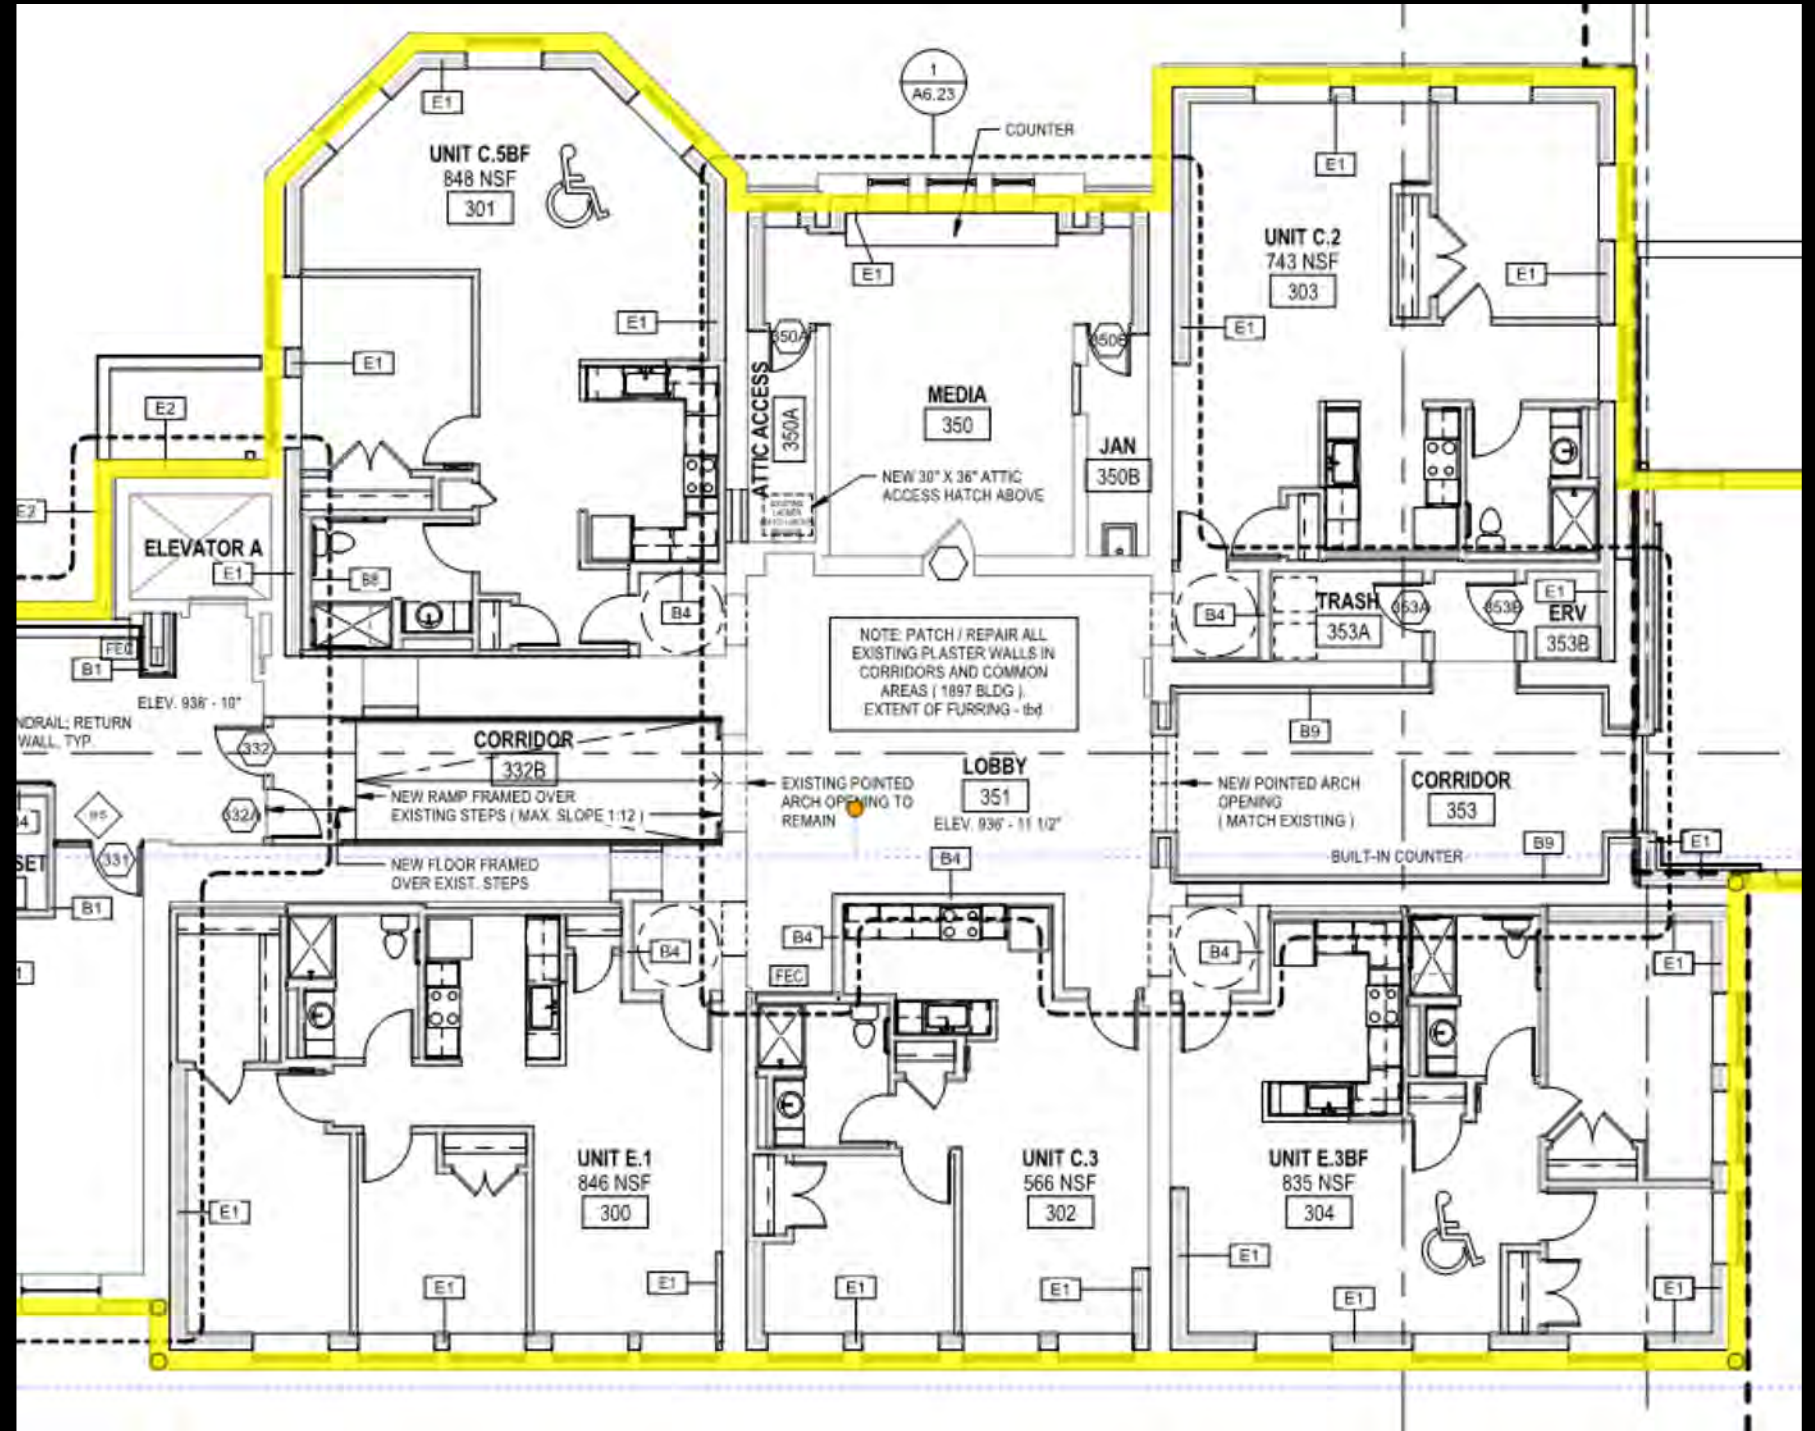 1
A6.23
COUNTER
E1
UNIT C.5BF
848 NSF
301
E1
UNIT C.2
743 NSF
303
E1
E1
E1
E1
E1
E2
350A
350B
MEDIA
350
ATTIC ACCESS
350A
JAN
350B
NEW 30" X 36" ATTIC
ACCESS HATCH ABOVE
E2
ELEVATOR A
E1
B8
B4
B4
TRASH
353A
353A
353B
E1
ERV
353B
FEC
B1
NOTE: PATCH / REPAIR ALL
EXISTING PLASTER WALLS IN
CORRIDORS AND COMMON
AREAS ( 1897 BLDG ).
EXTENT OF FURRING - tbd
ELEV. 936' - 10"
NDRAIL; RETURN
WALL, TYP.
332
CORRIDOR
332B
B9
LOBBY
351
ELEV. 936' - 11 1/2"
EXISTING POINTED
ARCH OPENING TO
REMAIN
NEW POINTED ARCH
OPENING
( MATCH EXISTING )
CORRIDOR
353
NEW RAMP FRAMED OVER
EXISTING STEPS ( MAX. SLOPE 1:12 )
332A
331
SET
B1
NEW FLOOR FRAMED
OVER EXIST. STEPS
B4
BUILT-IN COUNTER
B9
E1
B4
B4
FEC
B4
E1
UNIT E.1
846 NSF
300
UNIT C.3
566 NSF
302
UNIT E.3BF
835 NSF
304
E1
E1
E1
E1
E1
E1
E1
E1